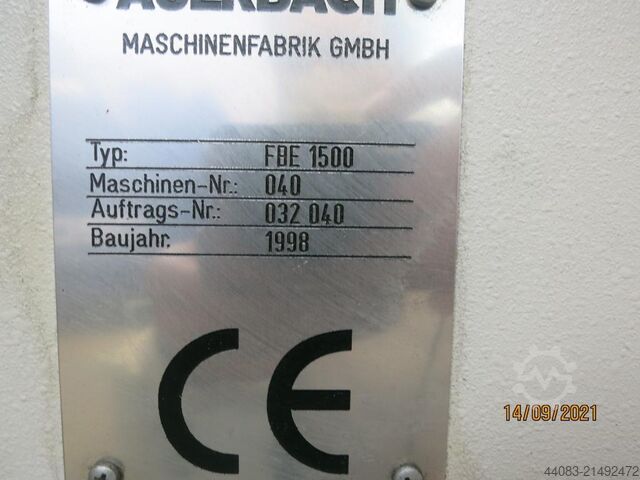 AUERBACH
MASCHINENFABRIK GMBH
Typ: FBE 1500
Maschinen-Nr.: 040
Auftrags-Nr.: 032 040
Baujahr: 1998
CE
14/09/2021
44083-21492472